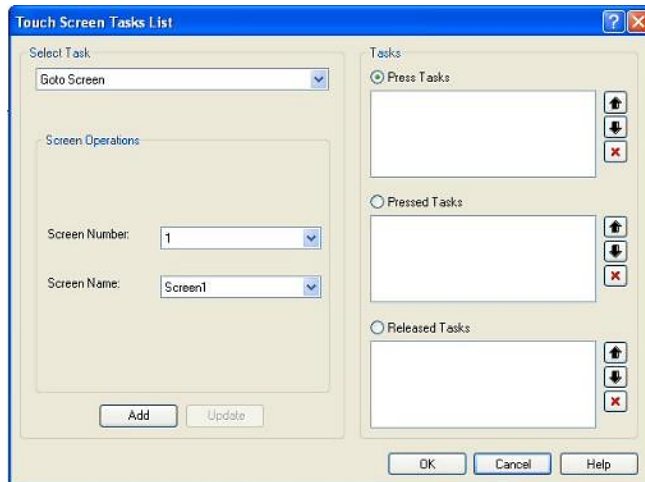 Touch Screen Tasks List
Select Task
Goto Screen
Screen Operations
Screen Number:
1
Screen Name:
Screen1
Add
Update
Tasks
Press Tasks
Pressed Tasks
Released Tasks
OK
Cancel
Help